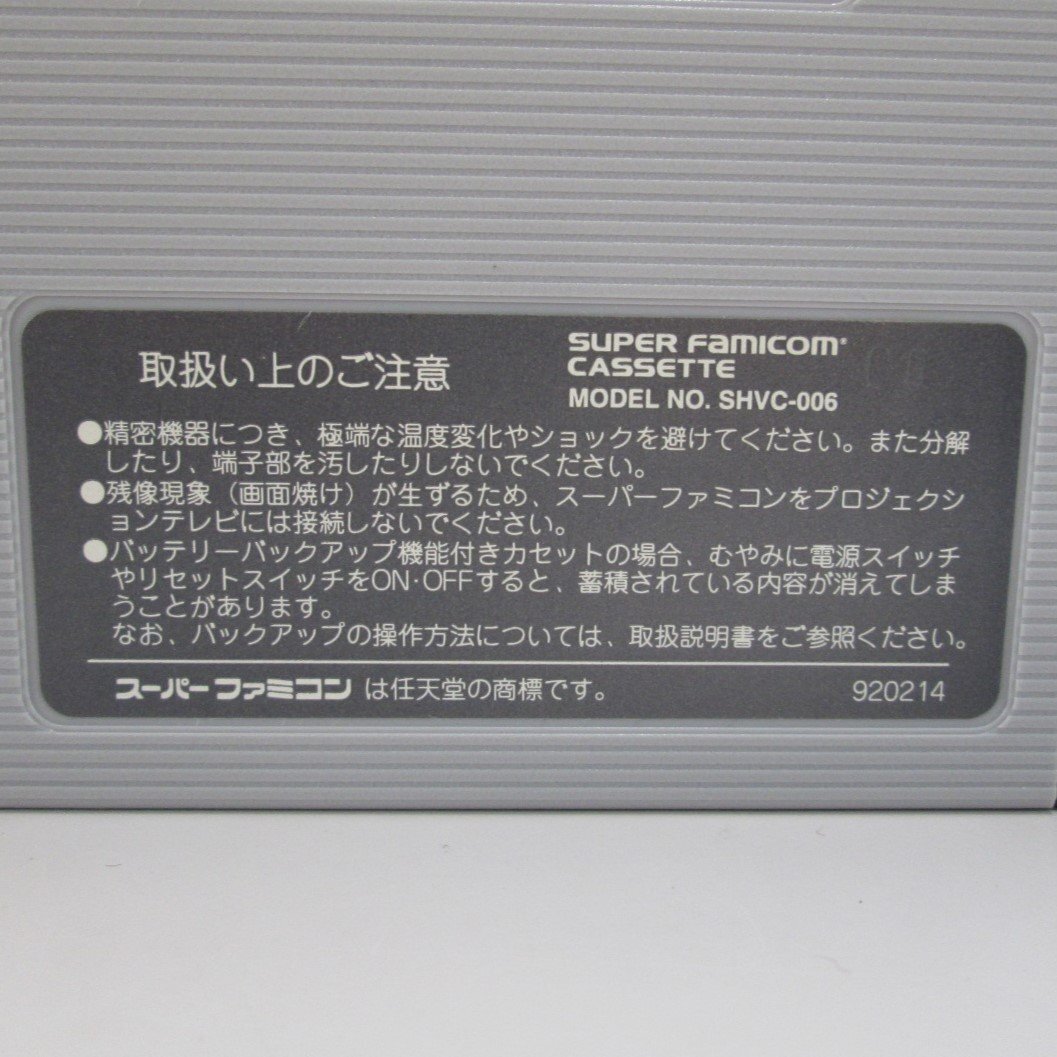 取扱い上のご注意
SUPER FAMICOM®
CASSETTE
MODEL NO. SHVC-006
●精密機器につき、極端な温度変化やショックを避けてください。また分解
したり、端子部を汚したりしないでください。
●残像現象（画面焼け）が生ずるため、スーパーファミコンをプロジェクシ
ョンテレビには接続しないでください。
●バッテリーバックアップ機能付きカセットの場合、むやみに電源スイッチ
やリセットスイッチをON·OFFすると、蓄積されている内容が消えてしま
うことがあります。
なお、バックアップの操作方法については、取扱説明書をご参照ください。
スーパーファミコン は任天堂の商標です。
920214